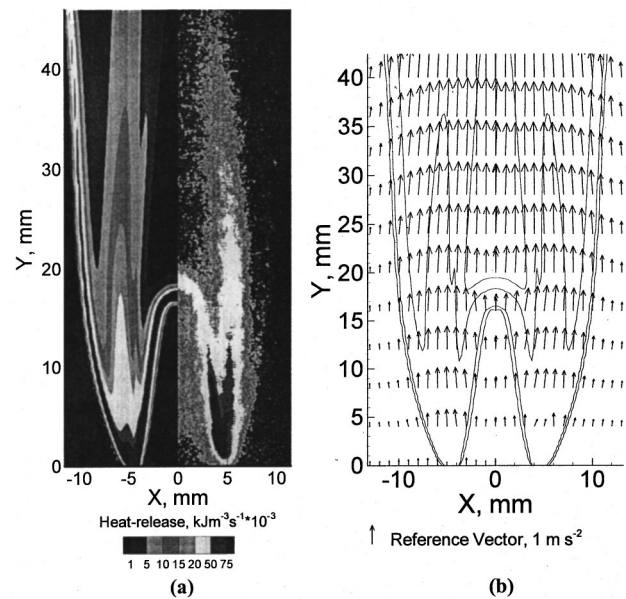 40
30
20
10
0
Y, mm
-10 -5 0 5 10
X, mm
Heat-release, kJm⁻³s⁻¹*10⁻³
1 5 10 15 20 50 75
(a)
40
35
30
25
20
15
10
5
0
Y, mm
-10 0 10
X, mm
Reference Vector, 1 m s⁻²
(b)